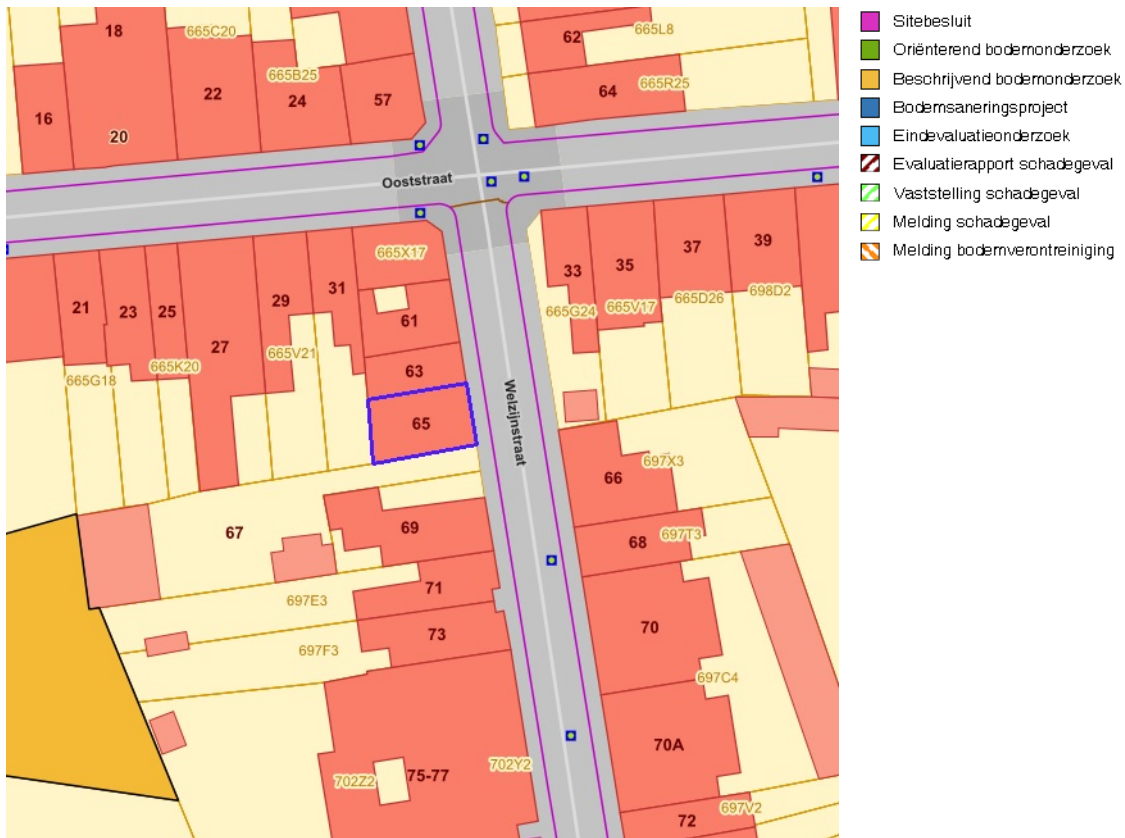 18
665C20
62
665L8
Sitebesluit
Oriënterend bodemonderzoek
Beschrijvend bodemonderzoek
Bodemsaneringsproject
Eindevaluatieonderzoek
Evaluatierapport schadegeval
Vaststelling schadegeval
Melding schadegeval
Melding bodemverontreiniging
665B25
22
24
57
64
665R25
16
20
Ooststraat
665X17
33
35
37
39
21
23
25
27
29
31
61
665G24
665V17
665D26
698D2
665G18
665K20
665V21
63
65
Welzijnstraat
66
697X3
67
69
68
697T3
71
697E3
73
697F3
70
697C4
70A
702Z2
75-77
702Y2
72
697V2